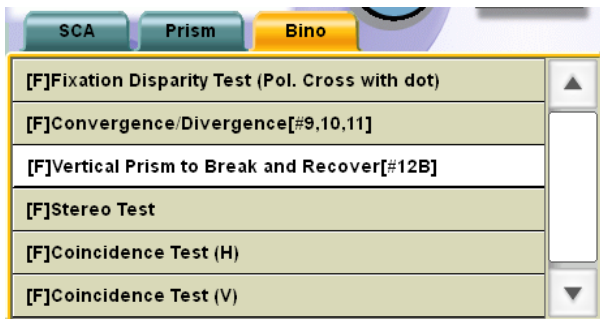 SCA Prism Bino
[F]Fixation Disparity Test (Pol. Cross with dot)
[F]Convergence/Divergence[#9,10,11]
[F]Vertical Prism to Break and Recover[#12B]
[F]Stereo Test
[F]Coincidence Test (H)
[F]Coincidence Test (V)